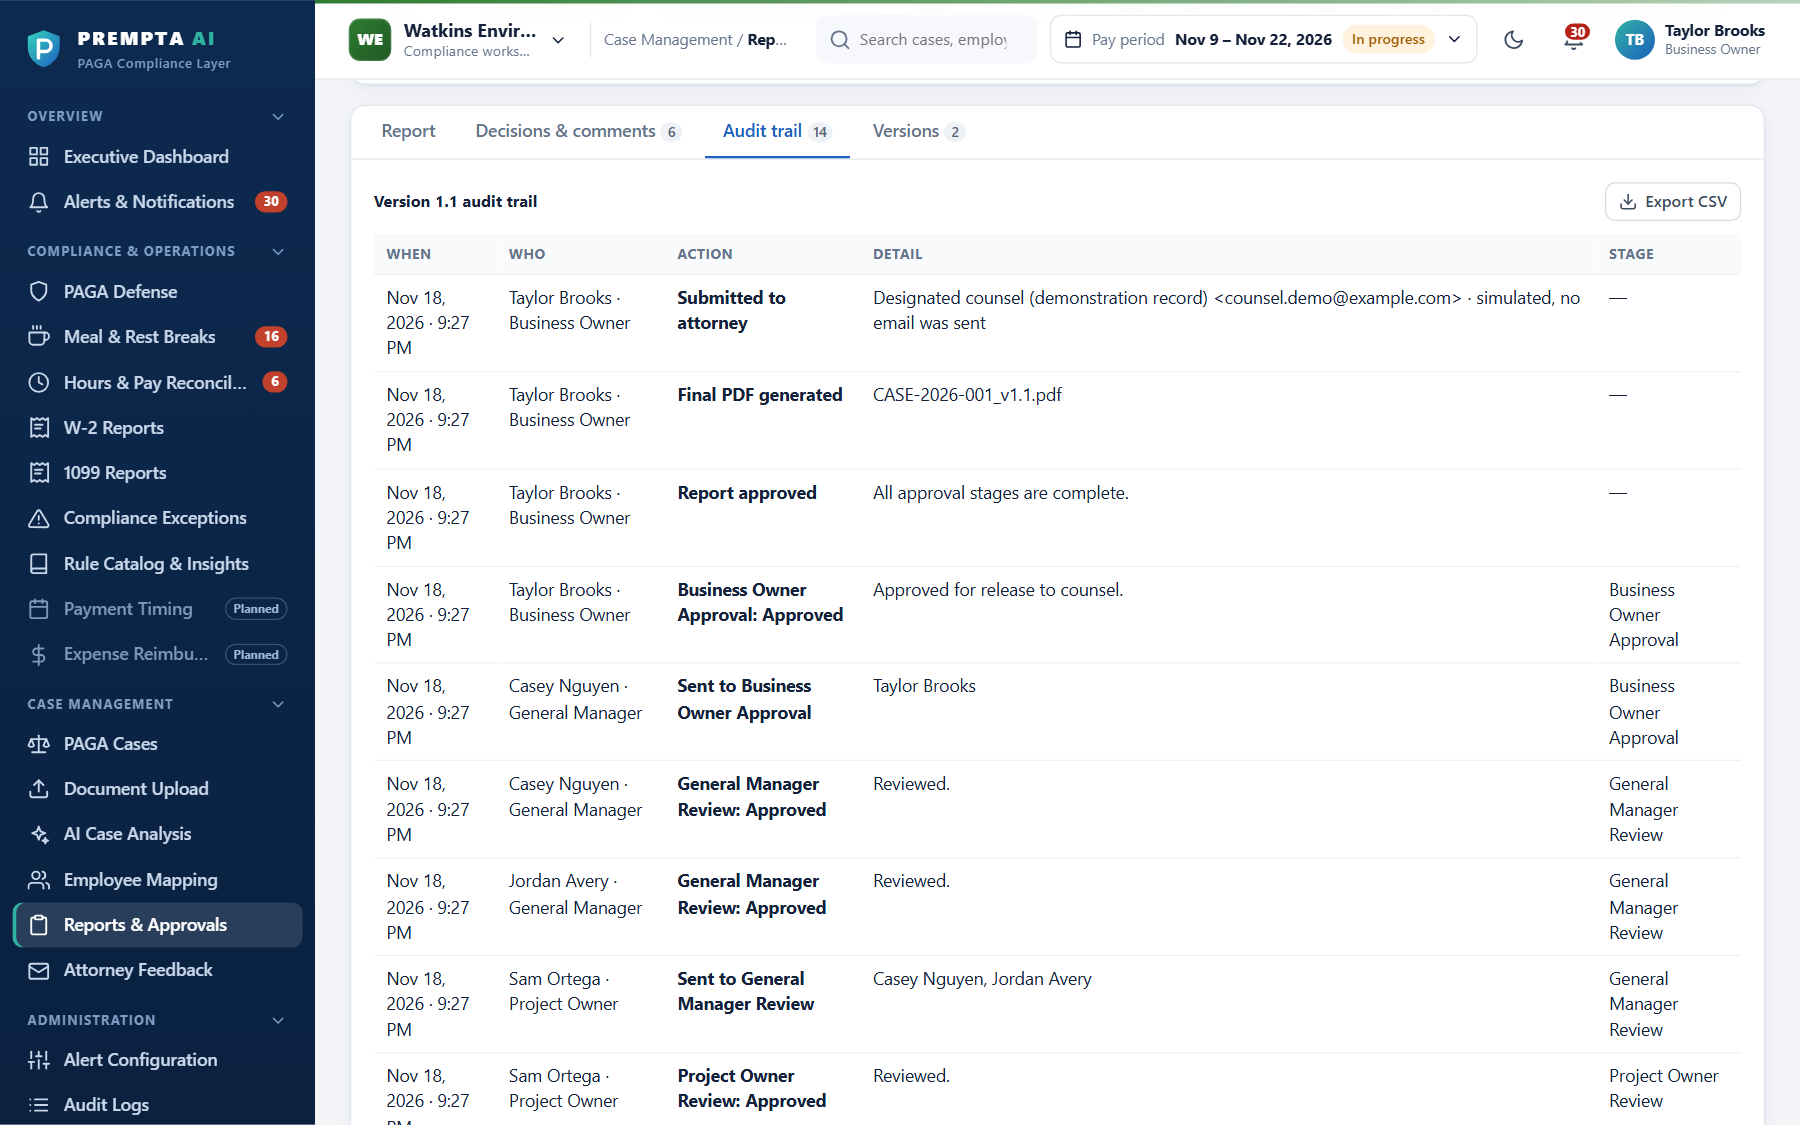 PREMPTA AI
PAGA Compliance Layer
OVERVIEW
Executive Dashboard
Alerts & Notifications 30
COMPLIANCE & OPERATIONS
PAGA Defense
Meal & Rest Breaks 16
Hours & Pay Reconcil... 6
W-2 Reports
1099 Reports
Compliance Exceptions
Rule Catalog & Insights
Payment Timing Planned
Expense Reimbu... Planned
CASE MANAGEMENT
PAGA Cases
Document Upload
AI Case Analysis
Employee Mapping
Reports & Approvals
Attorney Feedback
ADMINISTRATION
Alert Configuration
Audit Logs
WE
Watkins Envir...
Compliance works...
Case Management / Rep...
Search cases, employ
Pay period Nov 9 – Nov 22, 2026 In progress
30
TB
Taylor Brooks
Business Owner
Report
Decisions & comments 6
Audit trail 14
Versions 2
Version 1.1 audit trail
Export CSV
WHEN WHO ACTION DETAIL STAGE
Nov 18, Taylor Brooks · Submitted to Designated counsel (demonstration record) <counsel.demo@example.com> · simulated, no —
2026 · 9:27 Business Owner attorney email was sent
PM
Nov 18, Taylor Brooks · Final PDF generated CASE-2026-001_v1.1.pdf —
2026 · 9:27 Business Owner
PM
Nov 18, Taylor Brooks · Report approved All approval stages are complete. —
2026 · 9:27 Business Owner
PM
Nov 18, Taylor Brooks · Business Owner Approved for release to counsel. Business
2026 · 9:27 Business Owner Approval: Approved Owner
PM Approval
Nov 18, Casey Nguyen · Sent to Business Taylor Brooks Business
2026 · 9:27 General Manager Owner Approval Owner
PM Approval
Nov 18, Casey Nguyen · General Manager Reviewed. General
2026 · 9:27 General Manager Review: Approved Manager
PM Review
Nov 18, Jordan Avery · General Manager Reviewed. General
2026 · 9:27 General Manager Review: Approved Manager
PM Review
Nov 18, Sam Ortega · Sent to General Casey Nguyen, Jordan Avery General
2026 · 9:27 Project Owner Manager Review Manager
PM Review
Nov 18, Sam Ortega · Project Owner Reviewed. Project Owner
2026 · 9:27 Project Owner Review: Approved Review
PM